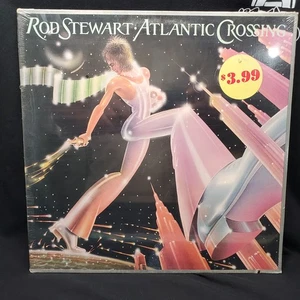 ROD STEWART · ATLANTIC CROSSING
$3.99